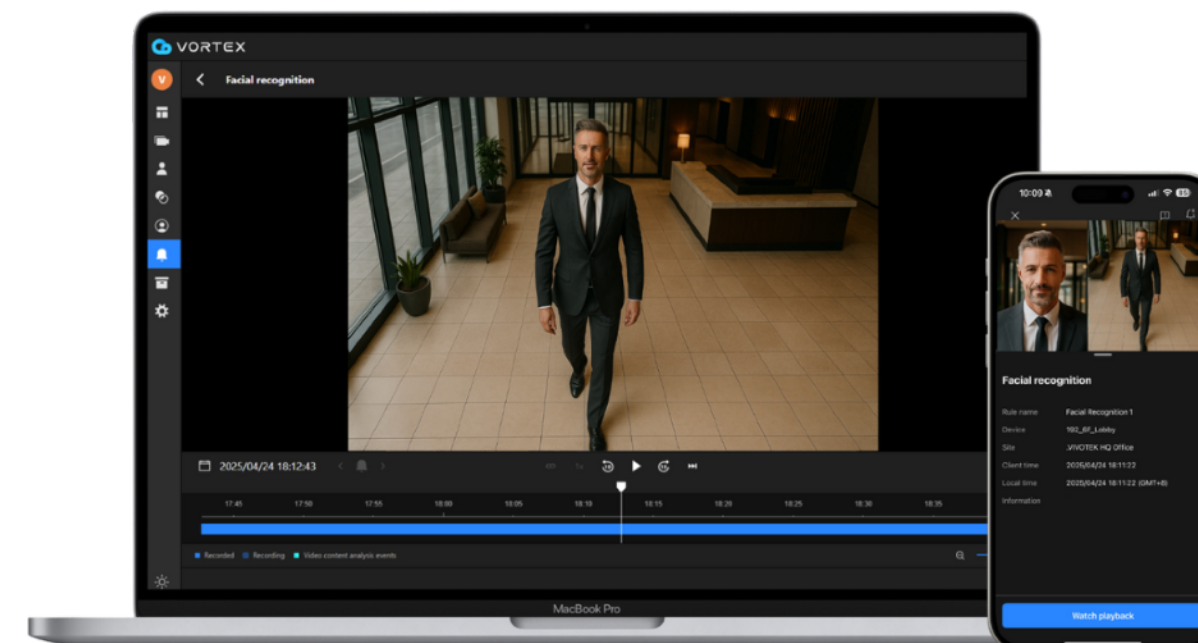 VORTEX
V
Facial recognition
2025/04/24 18:12:43
17:45 17:50 17:55 18:00 18:05 18:10 18:15 18:20 18:25 18:30 18:35
Recorded Recording Video content analysis events
MacBook Pro
10:09
Facial recognition
Rule name Facial Recognition 1
Device 192_6F_Lobby
Site .VIVOTEK HQ Office
Client time 2025/04/24 18:11:22
Local time 2025/04/24 18:11:22 (GMT+8)
Information
Watch playback